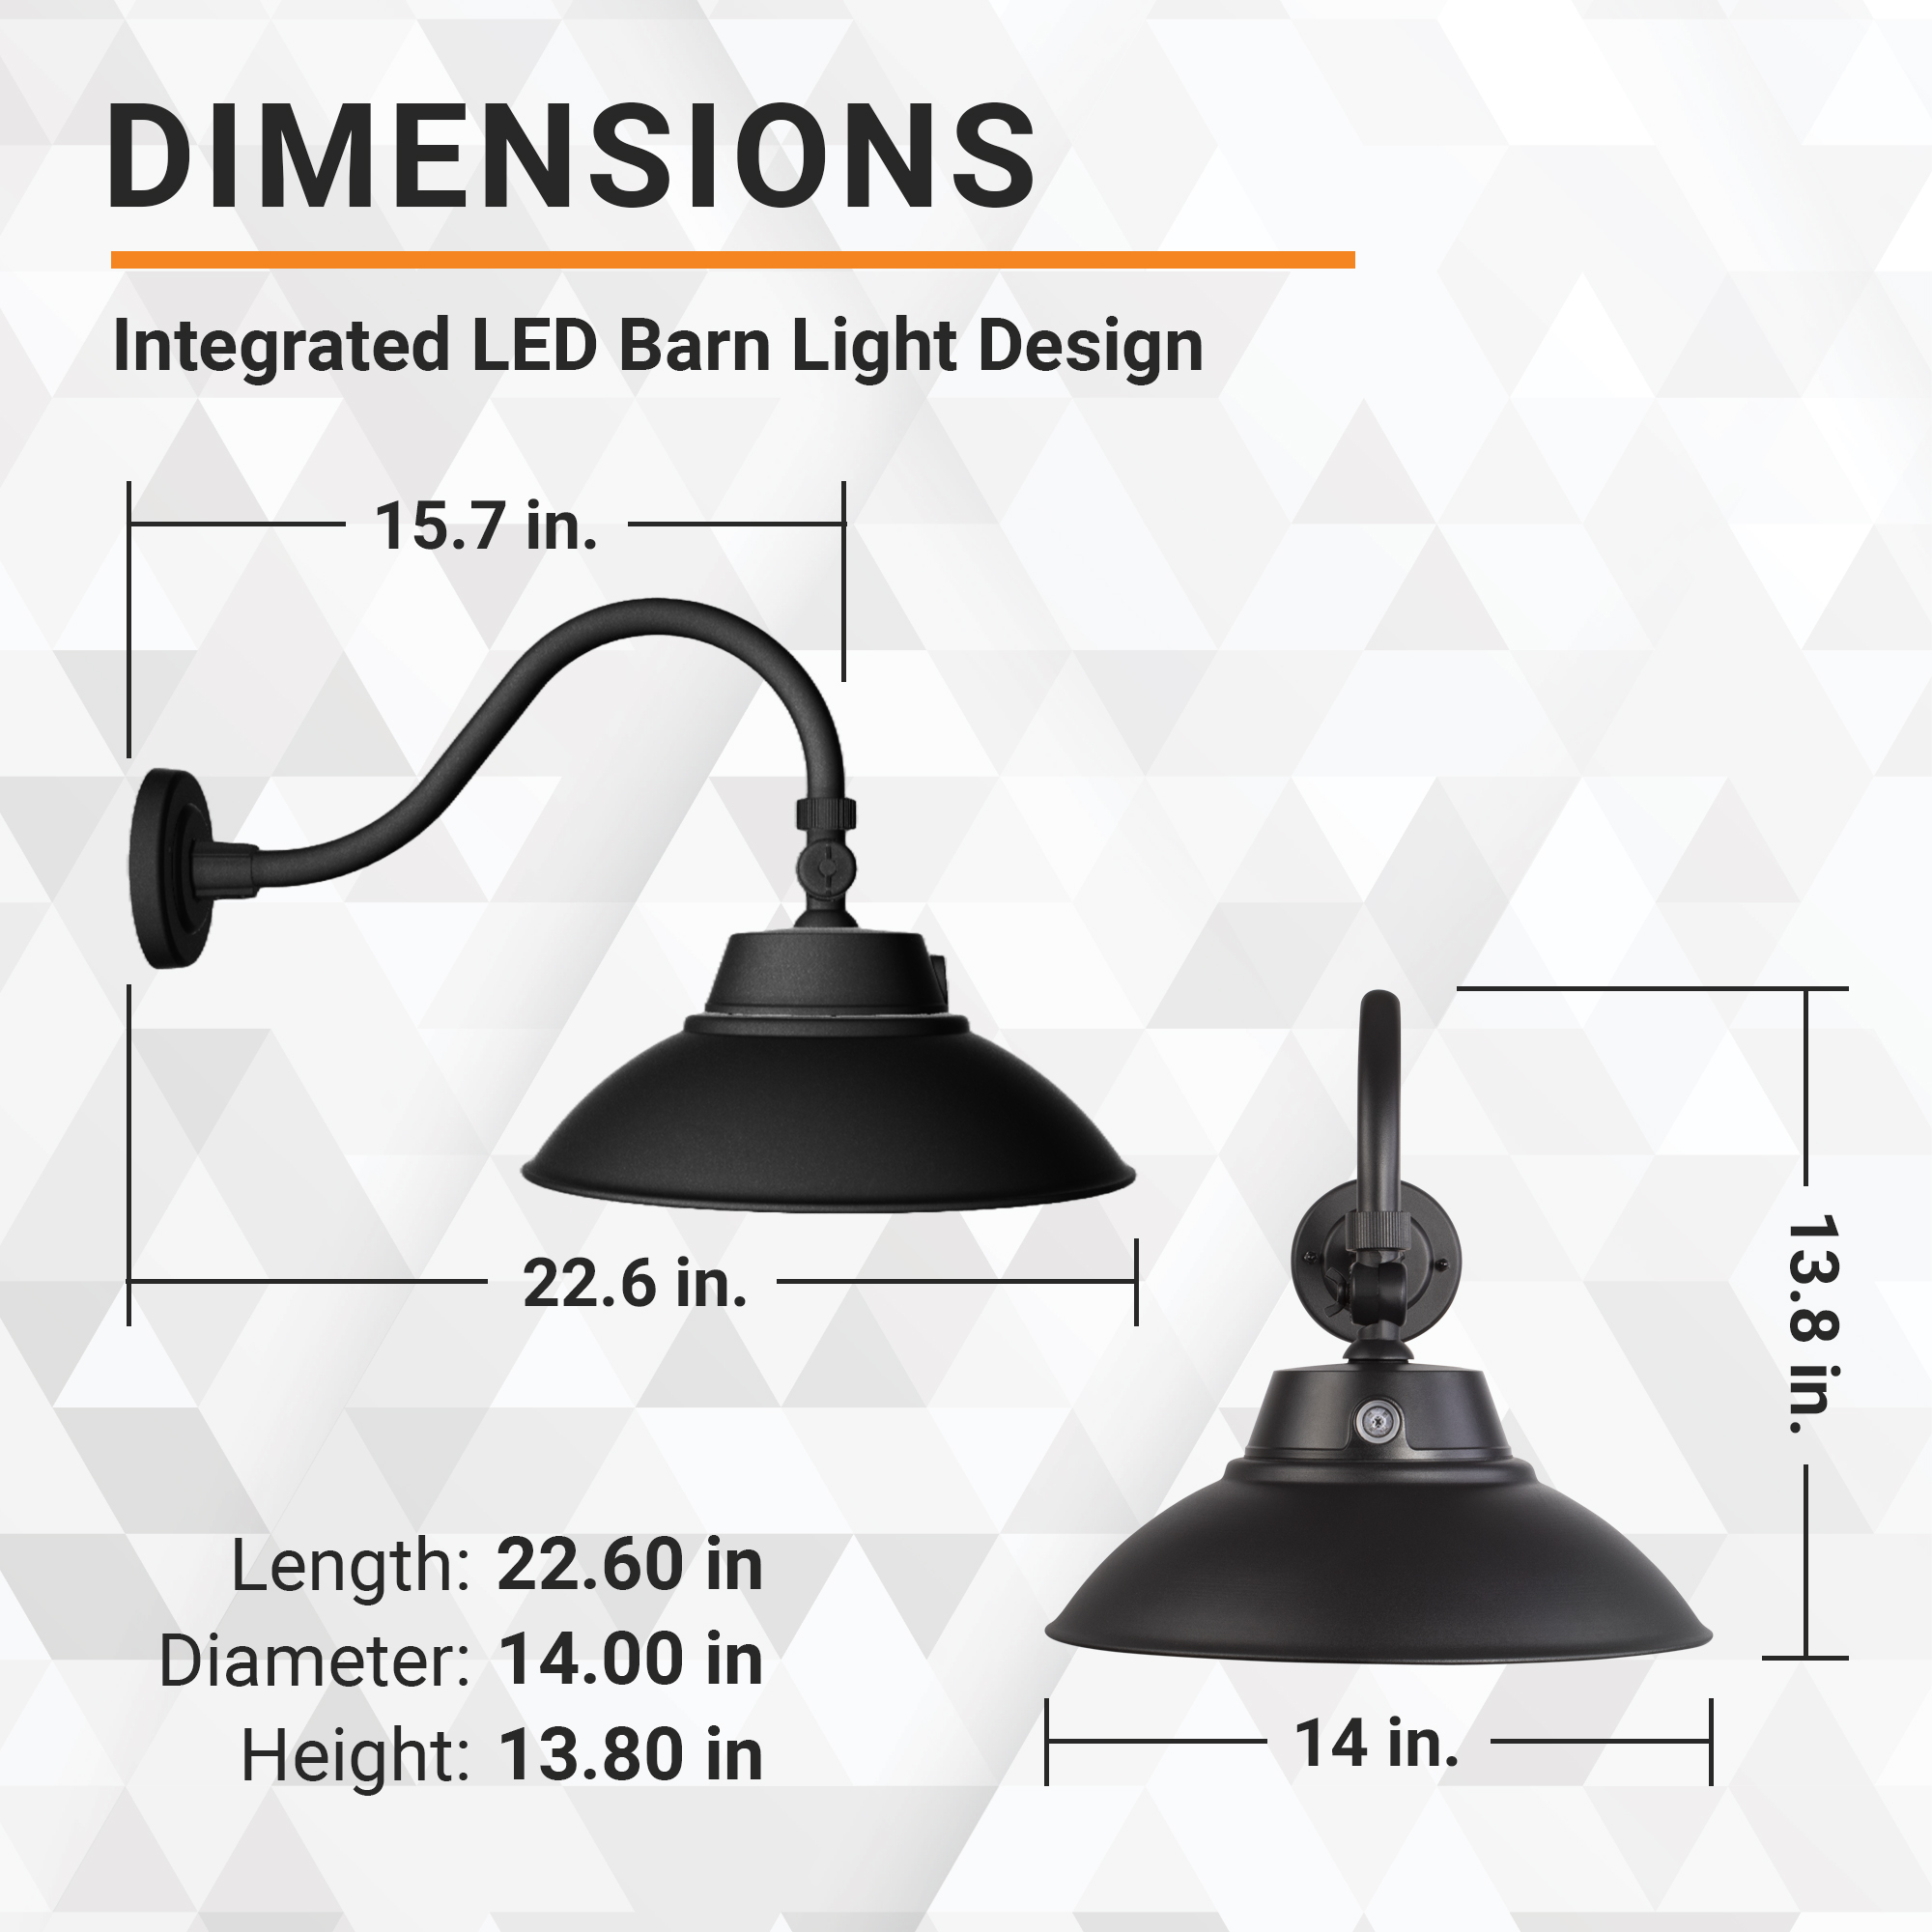 DIMENSIONS
Integrated LED Barn Light Design
15.7 in.
22.6 in.
13.8 in.
14 in.
Length: 22.60 in
Diameter: 14.00 in
Height: 13.80 in